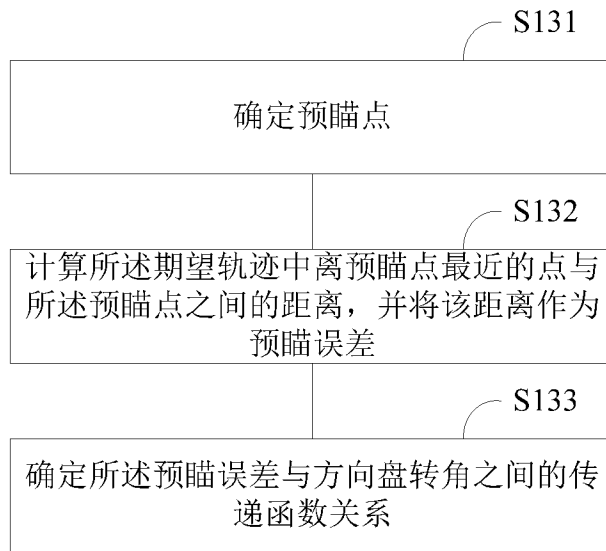 S131
确定预瞄点
S132
计算所述期望轨迹中离预瞄点最近的点与
所述预瞄点之间的距离，并将该距离作为
预瞄误差
S133
确定所述预瞄误差与方向盘转角之间的传
递函数关系